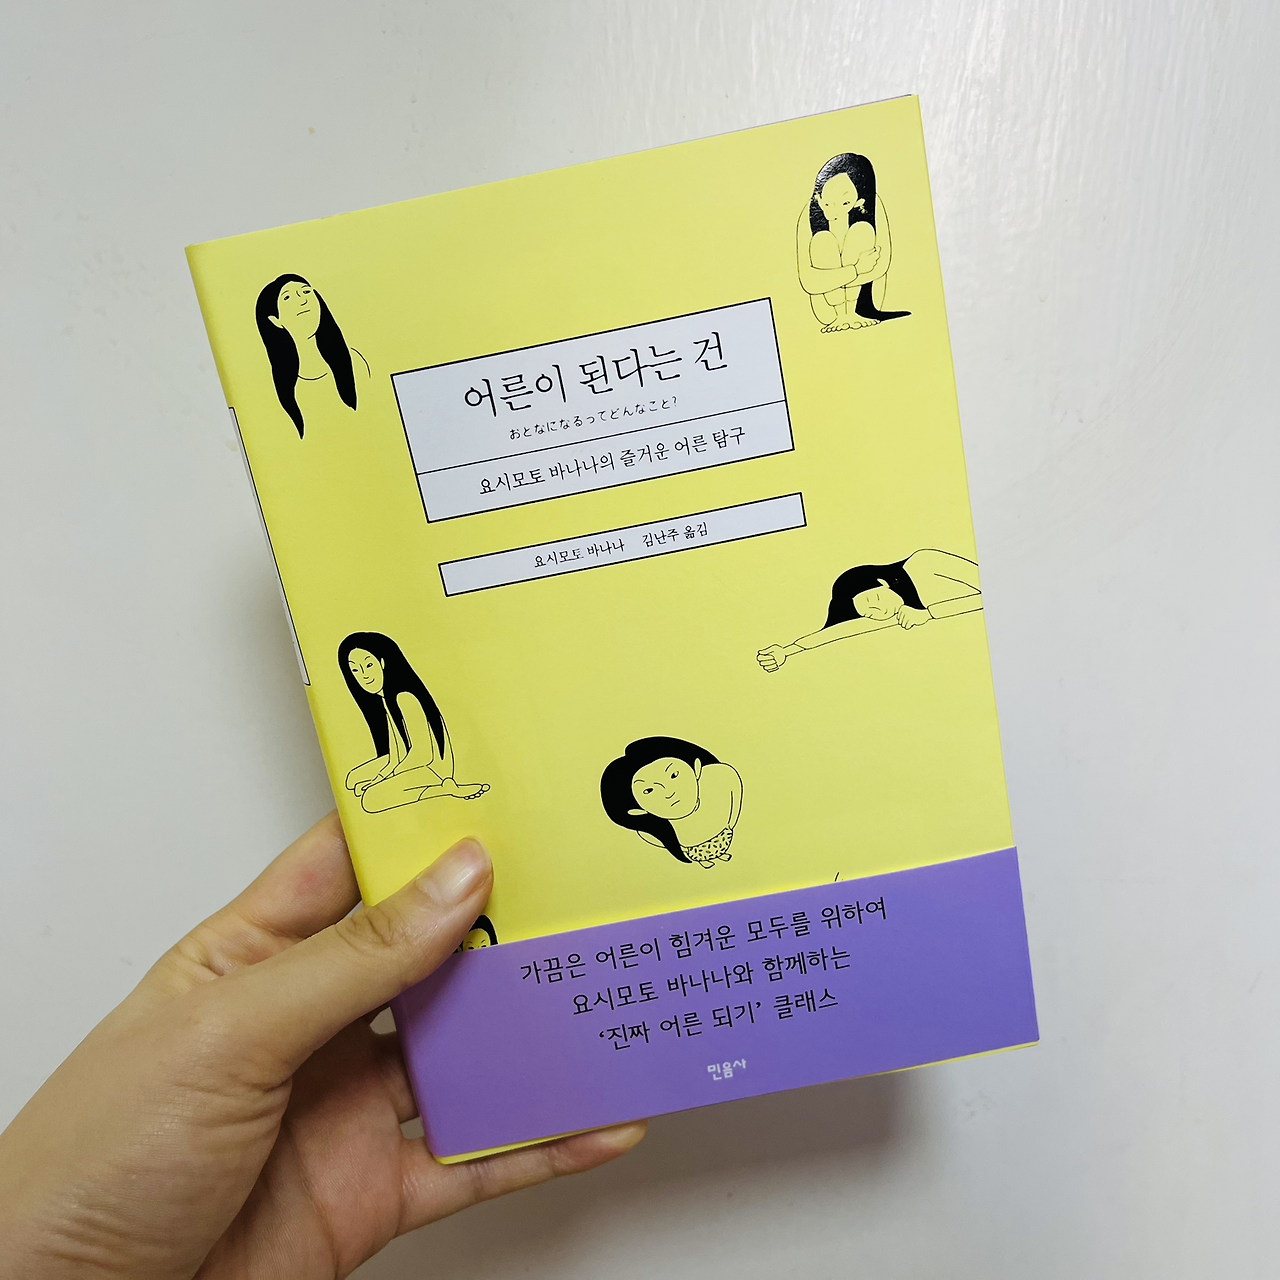 어른이 된다는 건
おとなになるってどんなこと?
요시모토 바나나의 즐거운 어른 탐구
요시모토 바나나 김난주 옮김
가끔은 어른이 힘겨운 모두를 위하여
요시모토 바나나와 함께하는
‘진짜 어른 되기’ 클래스
민음사